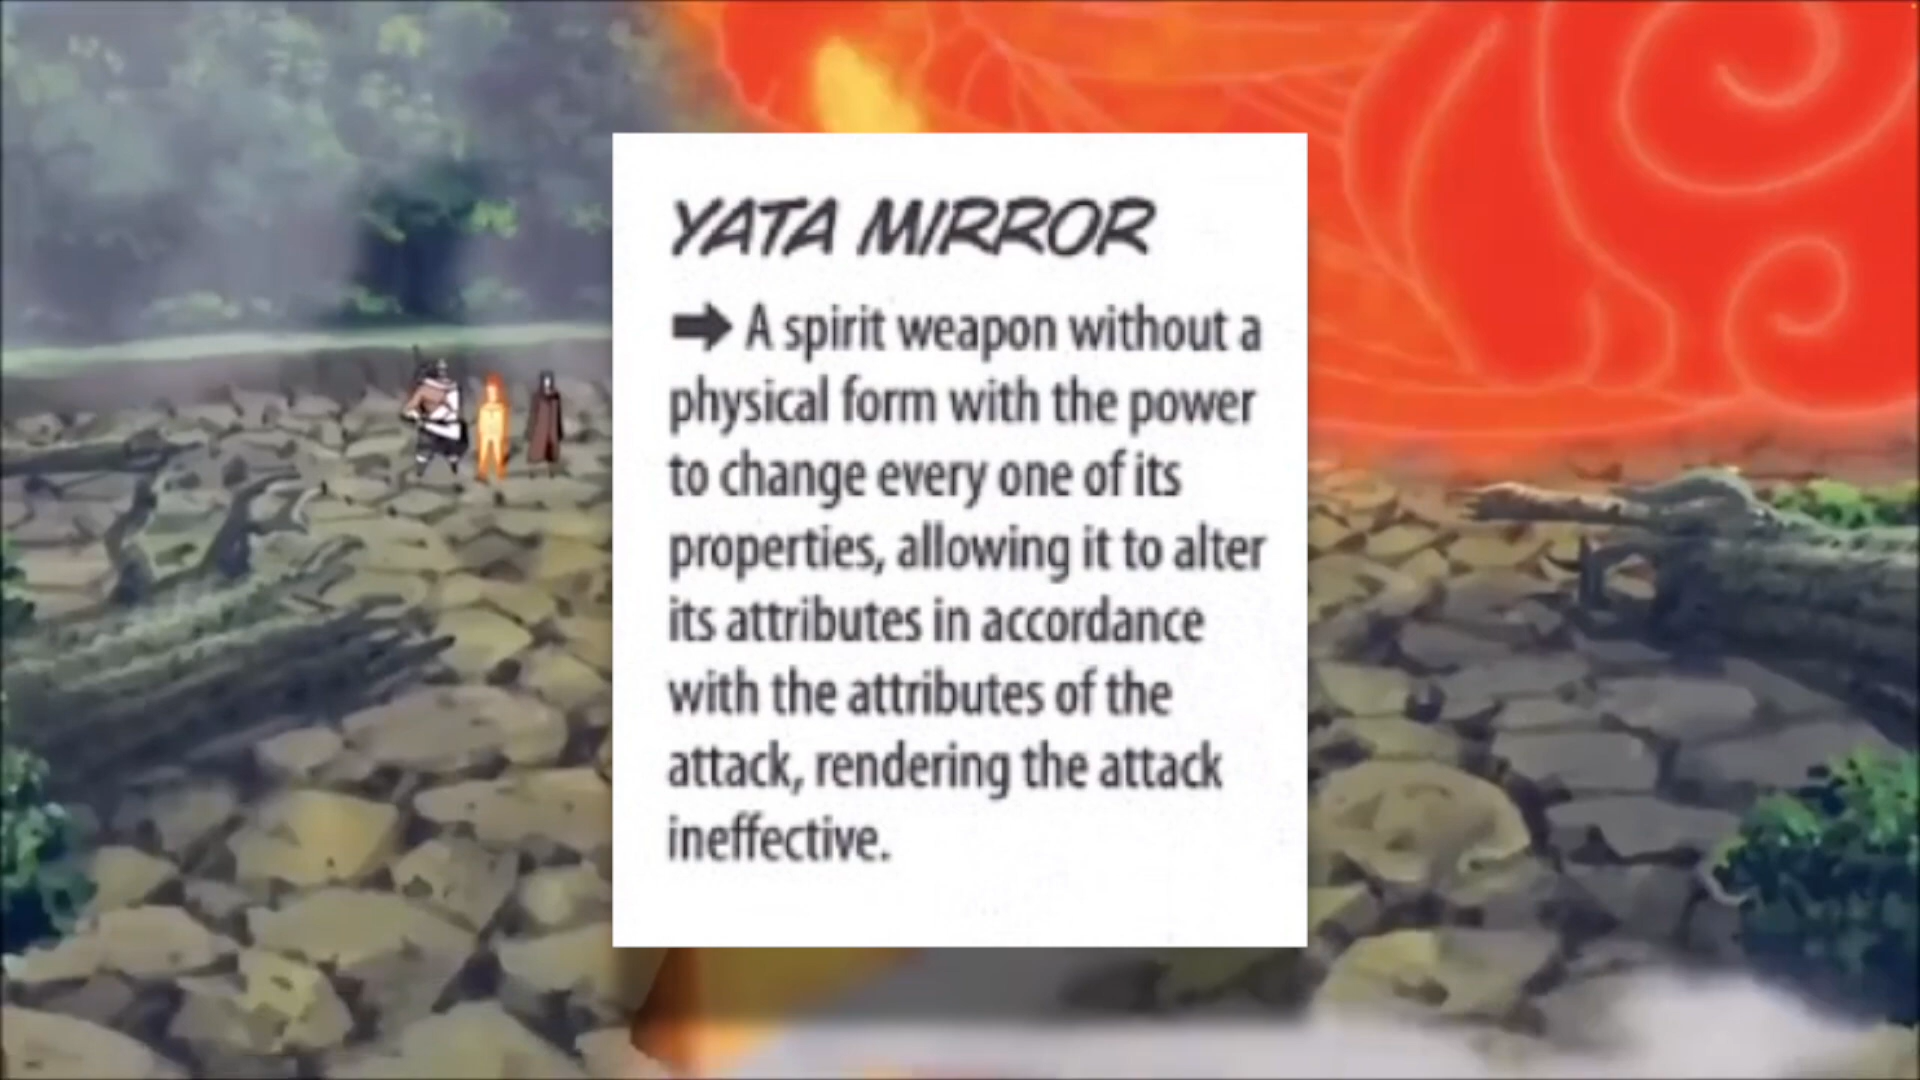 YATA MIRROR
➡ A spirit weapon without a
physical form with the power
to change every one of its
properties, allowing it to alter
its attributes in accordance
with the attributes of the
attack, rendering the attack
ineffective.